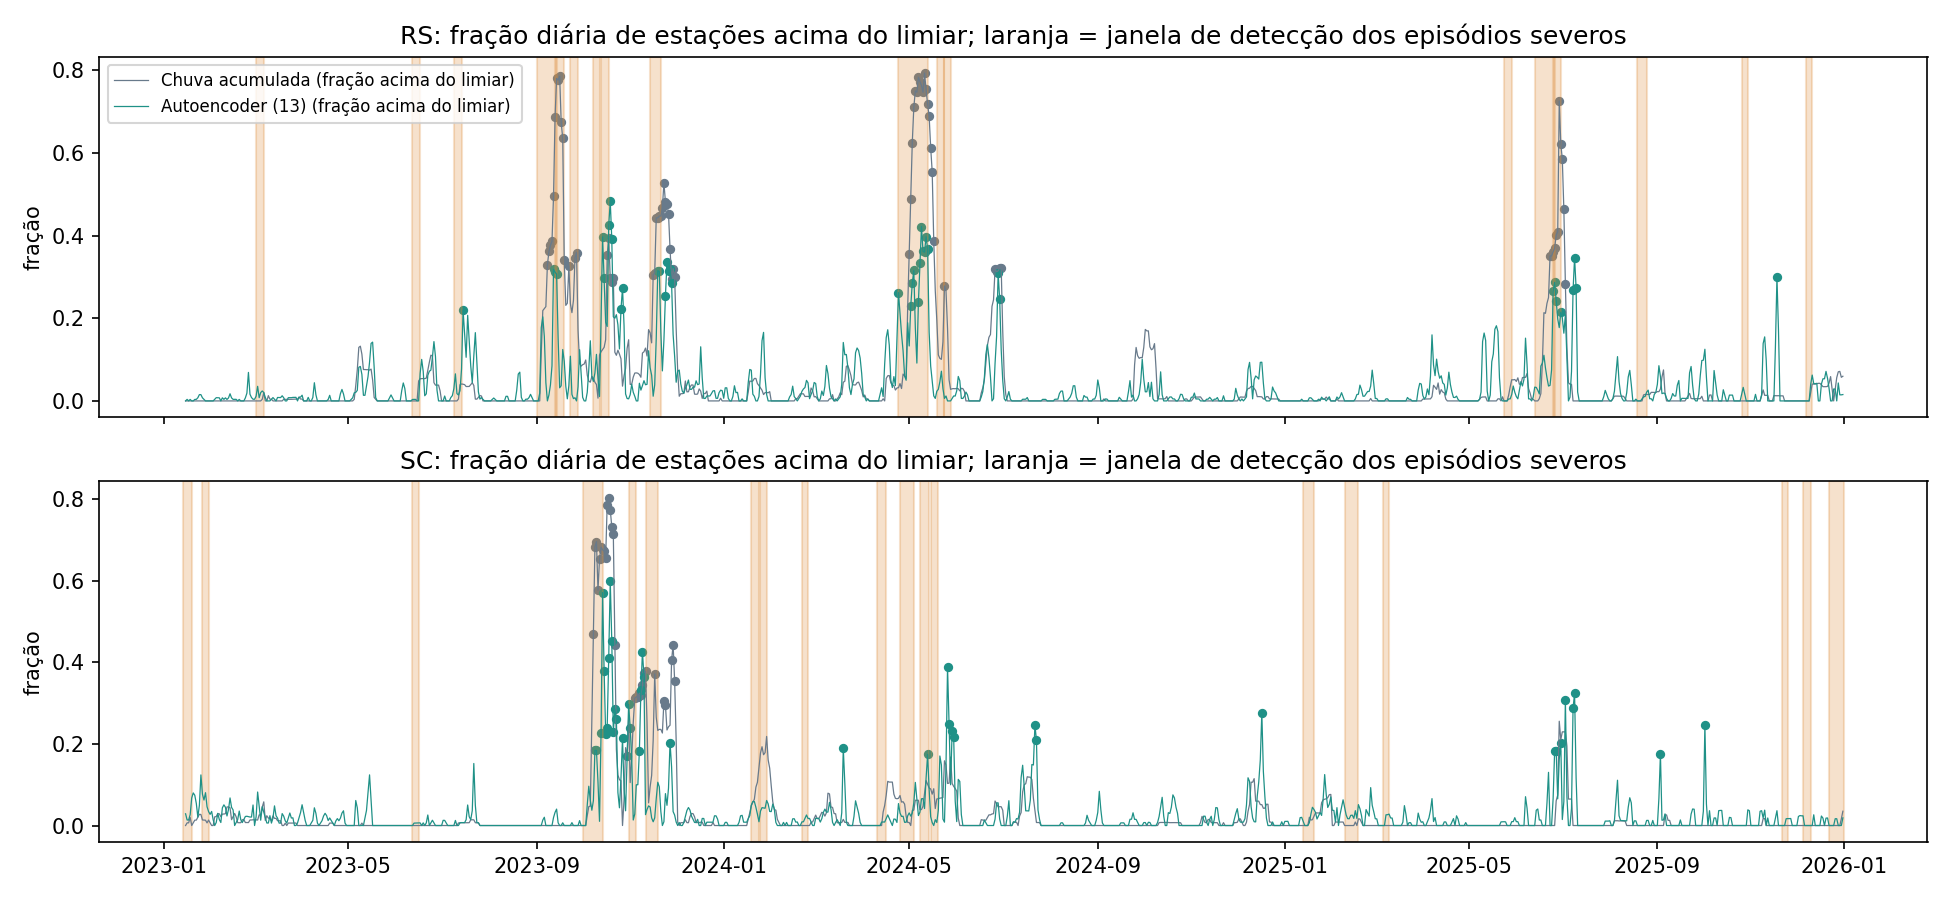 RS: fração diária de estações acima do limiar; laranja = janela de detecção dos episódios severos
Chuva acumulada (fração acima do limiar)
Autoencoder (13) (fração acima do limiar)
fração
0.8
0.6
0.4
0.2
0.0
SC: fração diária de estações acima do limiar; laranja = janela de detecção dos episódios severos
fração
0.8
0.6
0.4
0.2
0.0
2023-01 2023-05 2023-09 2024-01 2024-05 2024-09 2025-01 2025-05 2025-09 2026-01